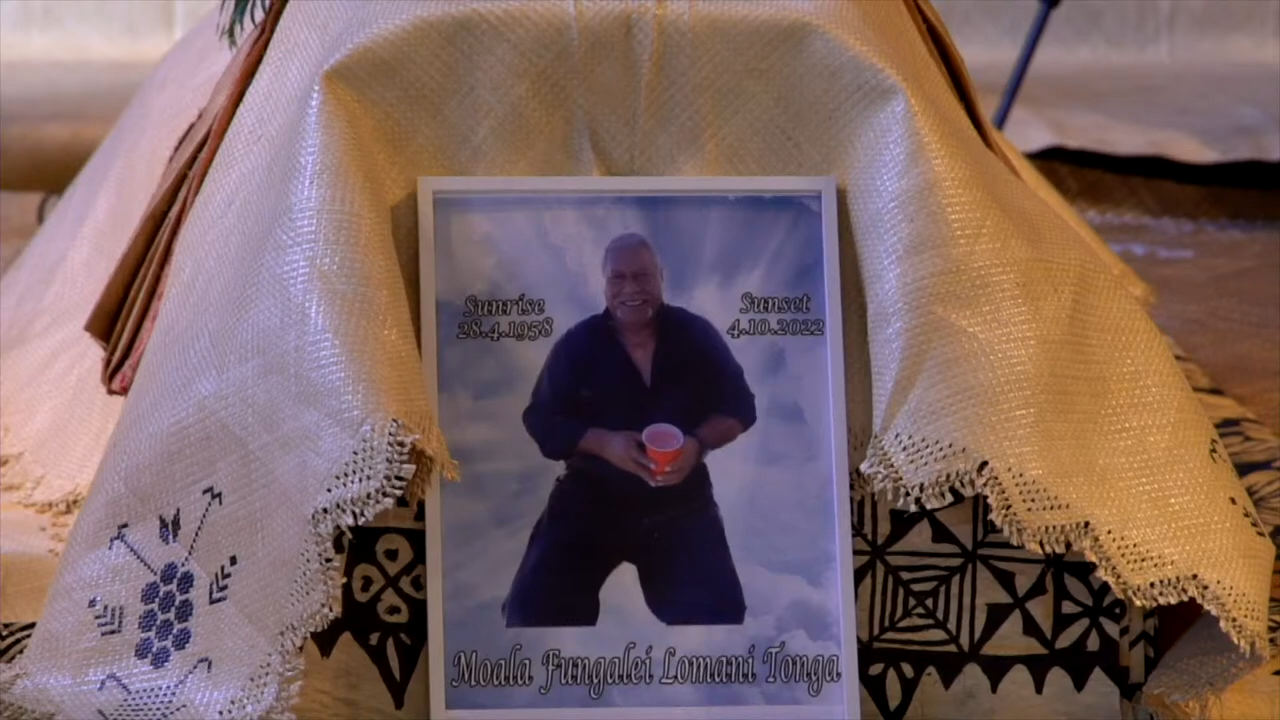 Sunrise
28.4.1958
Sunset
4.10.2022
Moala Fungalei Lomani Tonga